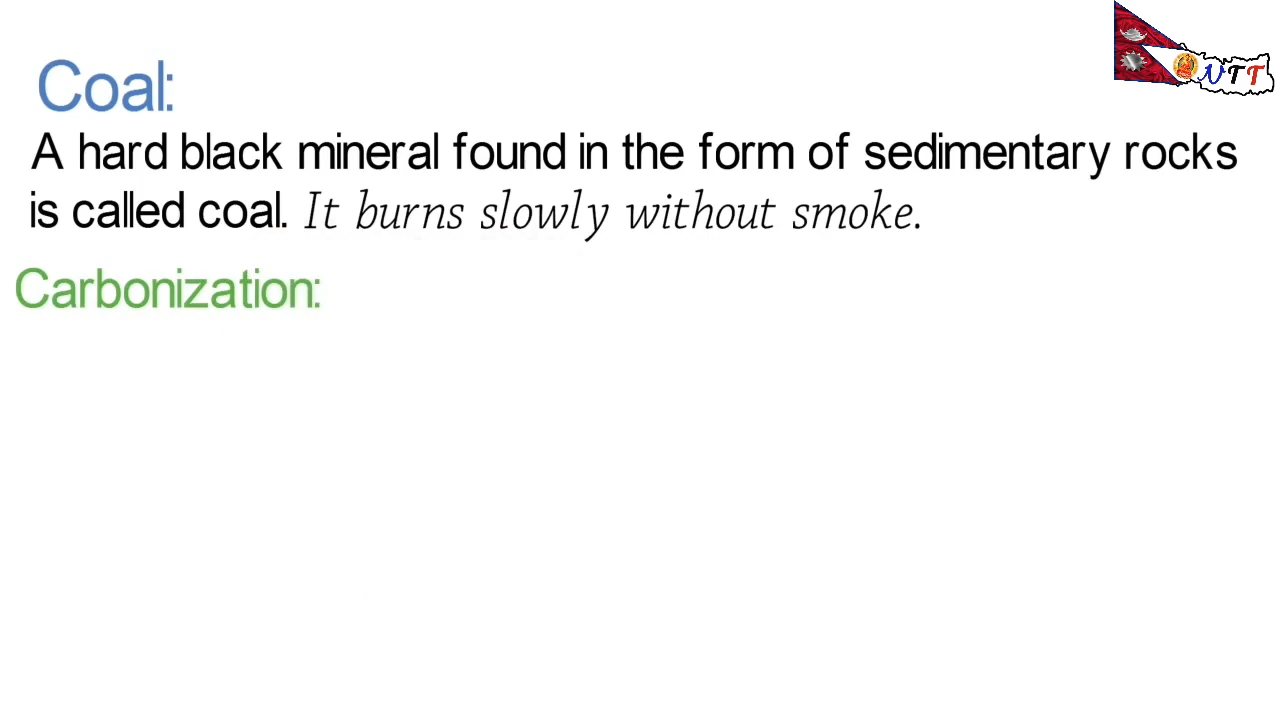 Coal:
A hard black mineral found in the form of sedimentary rocks
is called coal. It burns slowly without smoke.
Carbonization:
NTT